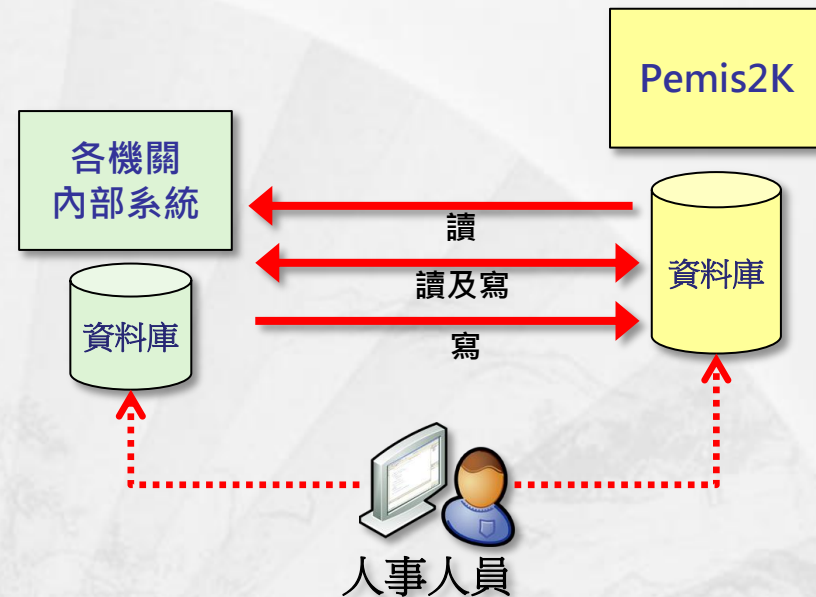 Pemis2K
各機關
內部系統
讀
讀及寫
寫
資料庫
資料庫
人事人員